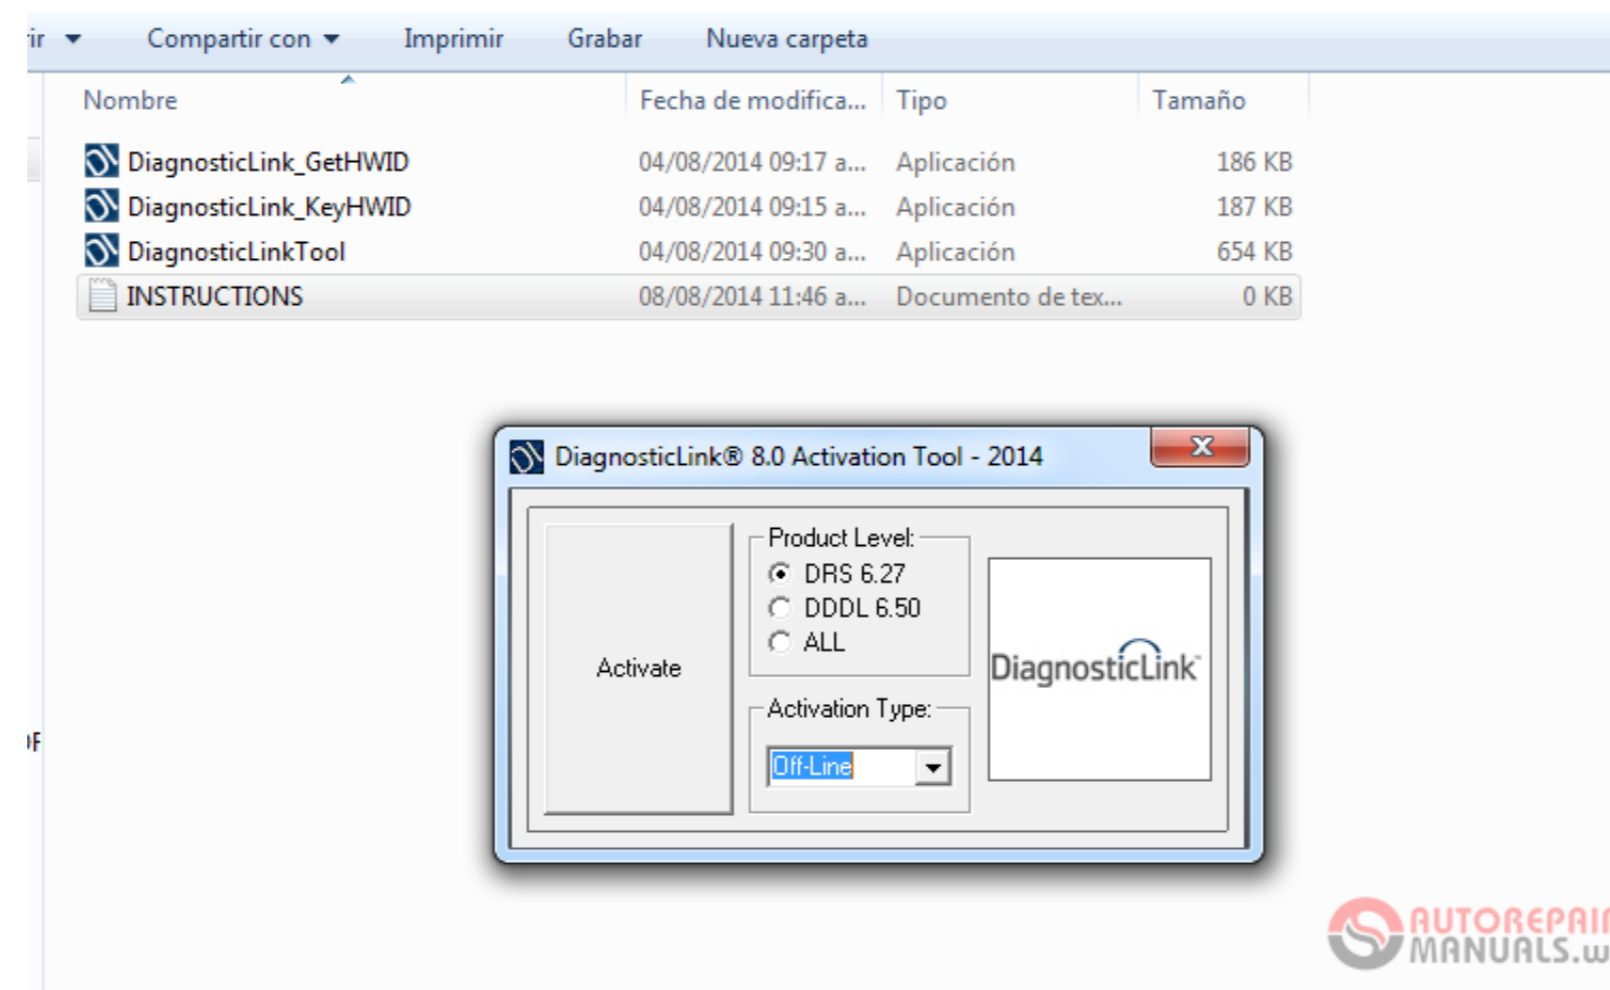 Compartir con Imprimir Grabar Nueva carpeta
Nombre Fecha de modifica... Tipo Tamaño
DiagnosticLink_GetHWID 04/08/2014 09:17 a... Aplicación 186 KB
DiagnosticLink_KeyHWID 04/08/2014 09:15 a... Aplicación 187 KB
DiagnosticLinkTool 04/08/2014 09:30 a... Aplicación 654 KB
INSTRUCTIONS 08/08/2014 11:46 a... Documento de tex... 0 KB
DiagnosticLink® 8.0 Activation Tool - 2014
Product Level:
DRS 6.27
DDDL 6.50
ALL
Activate
DiagnosticLink™
Activation Type:
Off-Line
AUTOREPAIR
MANUALS.w